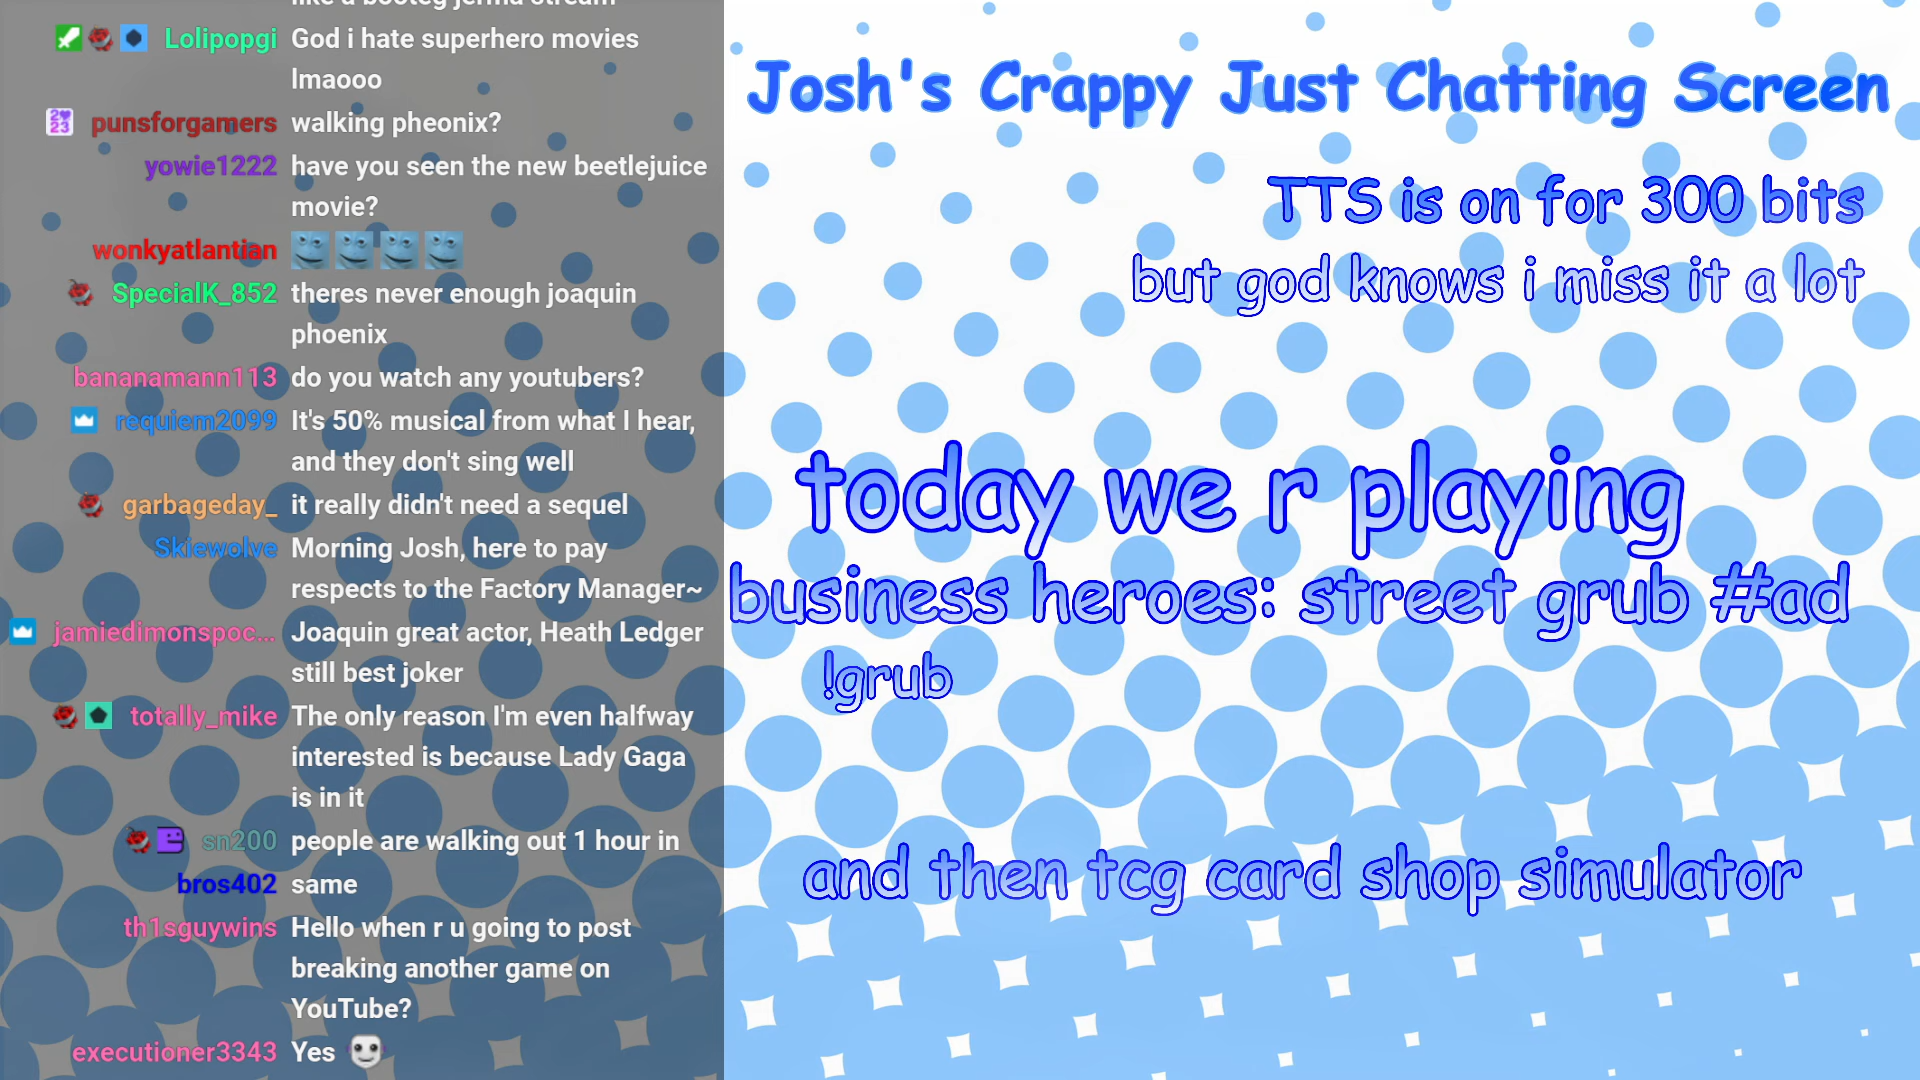 like a booteg jerma stream
Lolipopgi God i hate superhero movies
lmaooo
punsforgamers walking pheonix?
yowie1222 have you seen the new beetlejuice
movie?
wonkyatlantian
SpecialK_852 theres never enough joaquin
phoenix
bananamann113 do you watch any youtubers?
requiem2099 It's 50% musical from what I hear,
and they don't sing well
garbageday_ it really didn't need a sequel
Skiewolve Morning Josh, here to pay
respects to the Factory Manager~
jamiedimonspoc... Joaquin great actor, Heath Ledger
still best joker
totally_mike The only reason I'm even halfway
interested is because Lady Gaga
is in it
sn200 people are walking out 1 hour in
bros402 same
th1sguywins Hello when r u going to post
breaking another game on
YouTube?
executioner3343 Yes
Josh's Crappy Just Chatting Screen
TTS is on for 300 bits
but god knows i miss it a lot
today we r playing
business heroes: street grub #ad
!grub
and then tcg card shop simulator